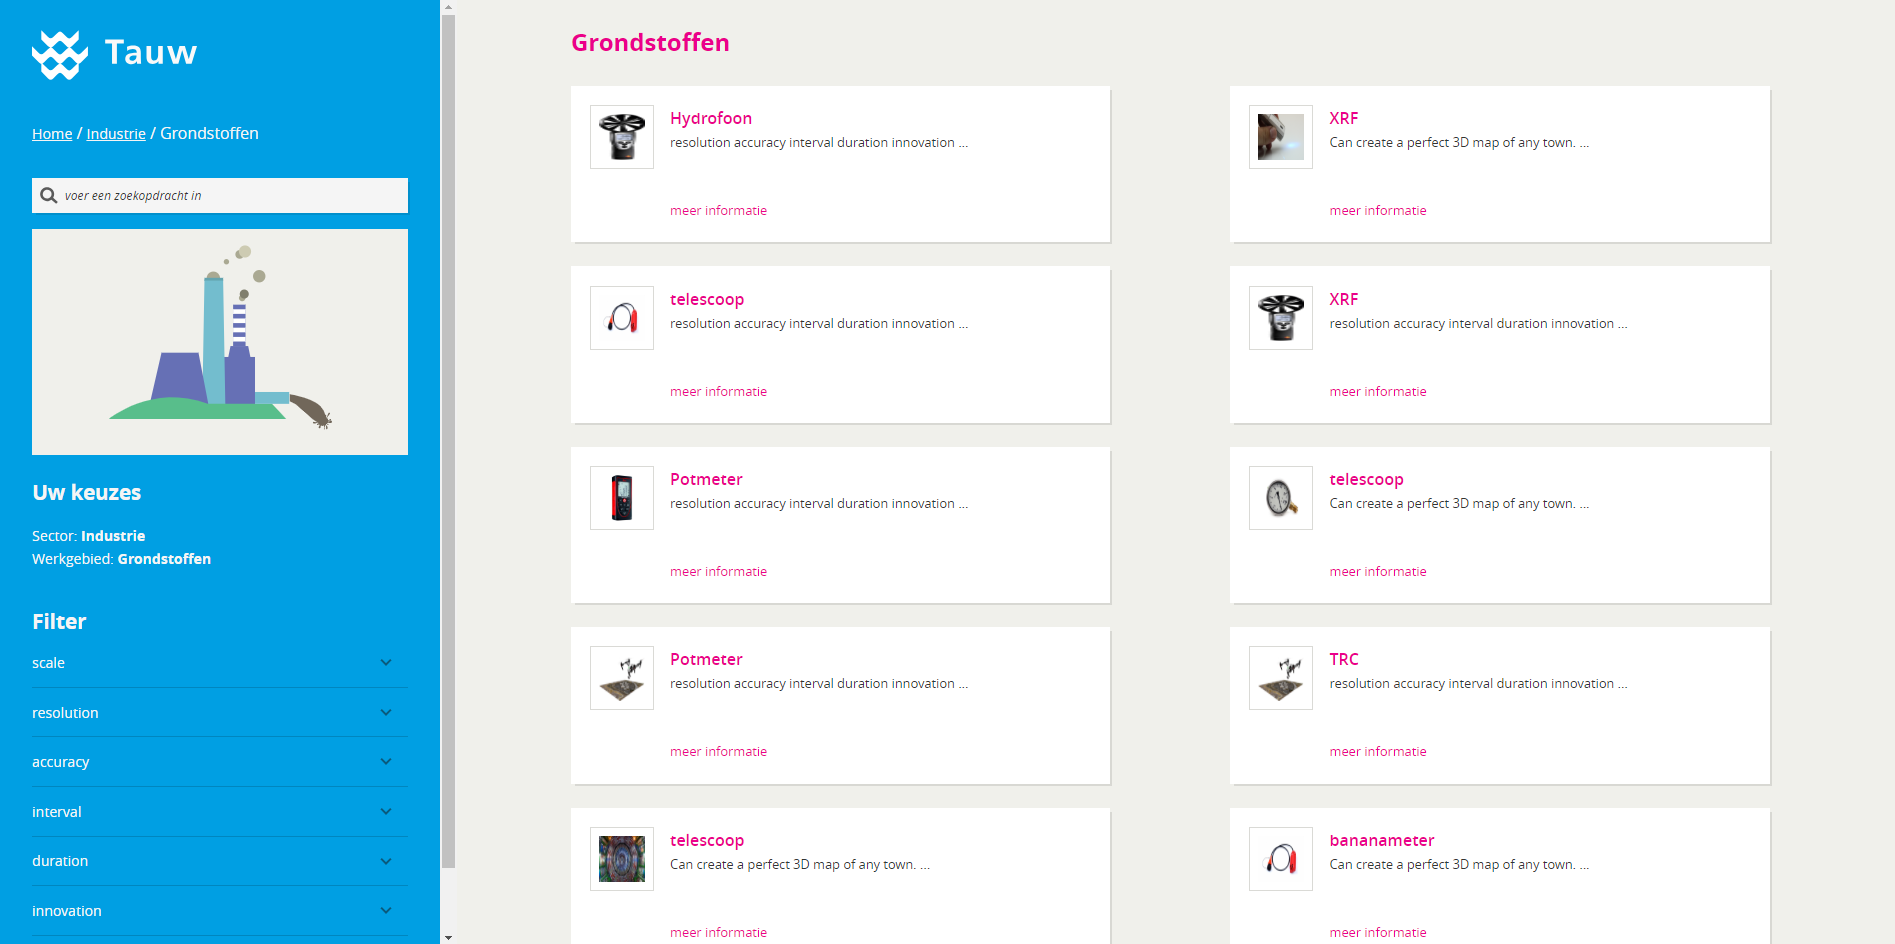 Tauw
Home / Industrie / Grondstoffen
voer een zoekopdracht in
Uw keuzes
Sector: Industrie
Werkgebied: Grondstoffen
Filter
scale
resolution
accuracy
interval
duration
innovation
Grondstoffen
Hydrofoon
resolution accuracy interval duration innovation ...
meer informatie
XRF
Can create a perfect 3D map of any town. ...
meer informatie
telescoop
resolution accuracy interval duration innovation ...
meer informatie
XRF
resolution accuracy interval duration innovation ...
meer informatie
Potmeter
resolution accuracy interval duration innovation ...
meer informatie
telescoop
Can create a perfect 3D map of any town. ...
meer informatie
Potmeter
resolution accuracy interval duration innovation ...
meer informatie
TRC
resolution accuracy interval duration innovation ...
meer informatie
telescoop
Can create a perfect 3D map of any town. ...
meer informatie
bananameter
Can create a perfect 3D map of any town. ...
meer informatie